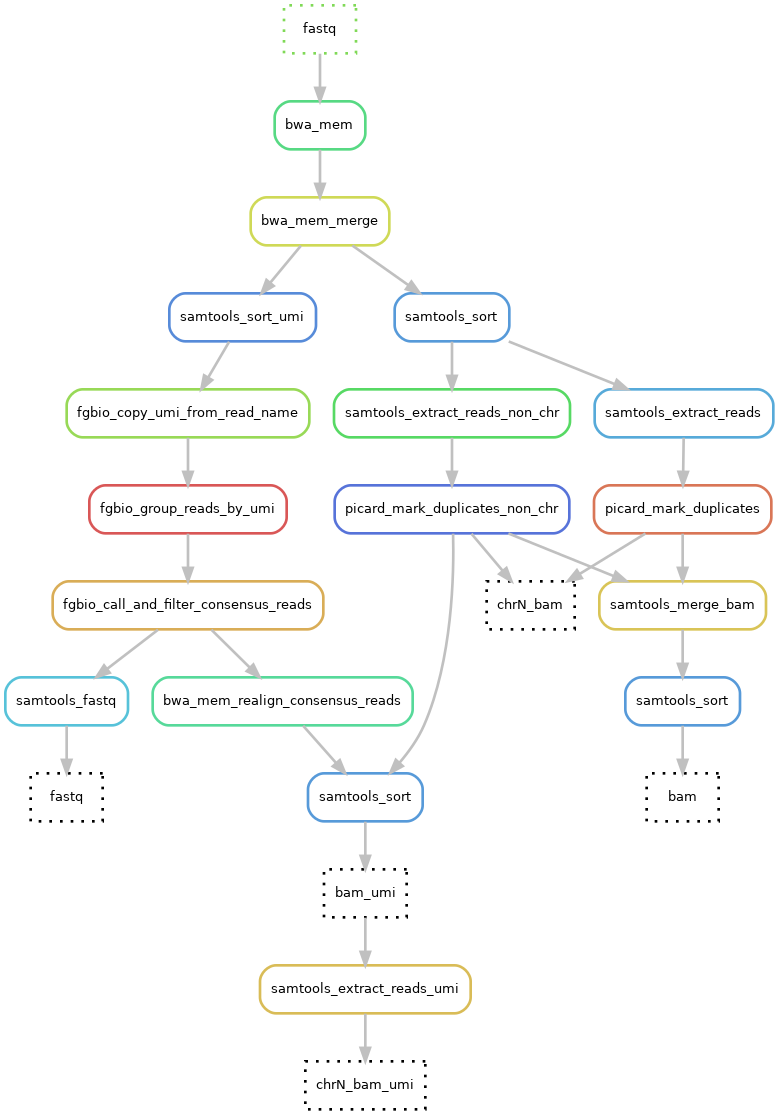 fastq
bwa_mem
bwa_mem_merge
samtools_sort_umi
samtools_sort
fgbio_copy_umi_from_read_name
samtools_extract_reads_non_chr
samtools_extract_reads
fgbio_group_reads_by_umi
picard_mark_duplicates_non_chr
picard_mark_duplicates
fgbio_call_and_filter_consensus_reads
chrN_bam
samtools_merge_bam
samtools_fastq
bwa_mem_realign_consensus_reads
samtools_sort
fastq
samtools_sort
bam
bam_umi
samtools_extract_reads_umi
chrN_bam_umi